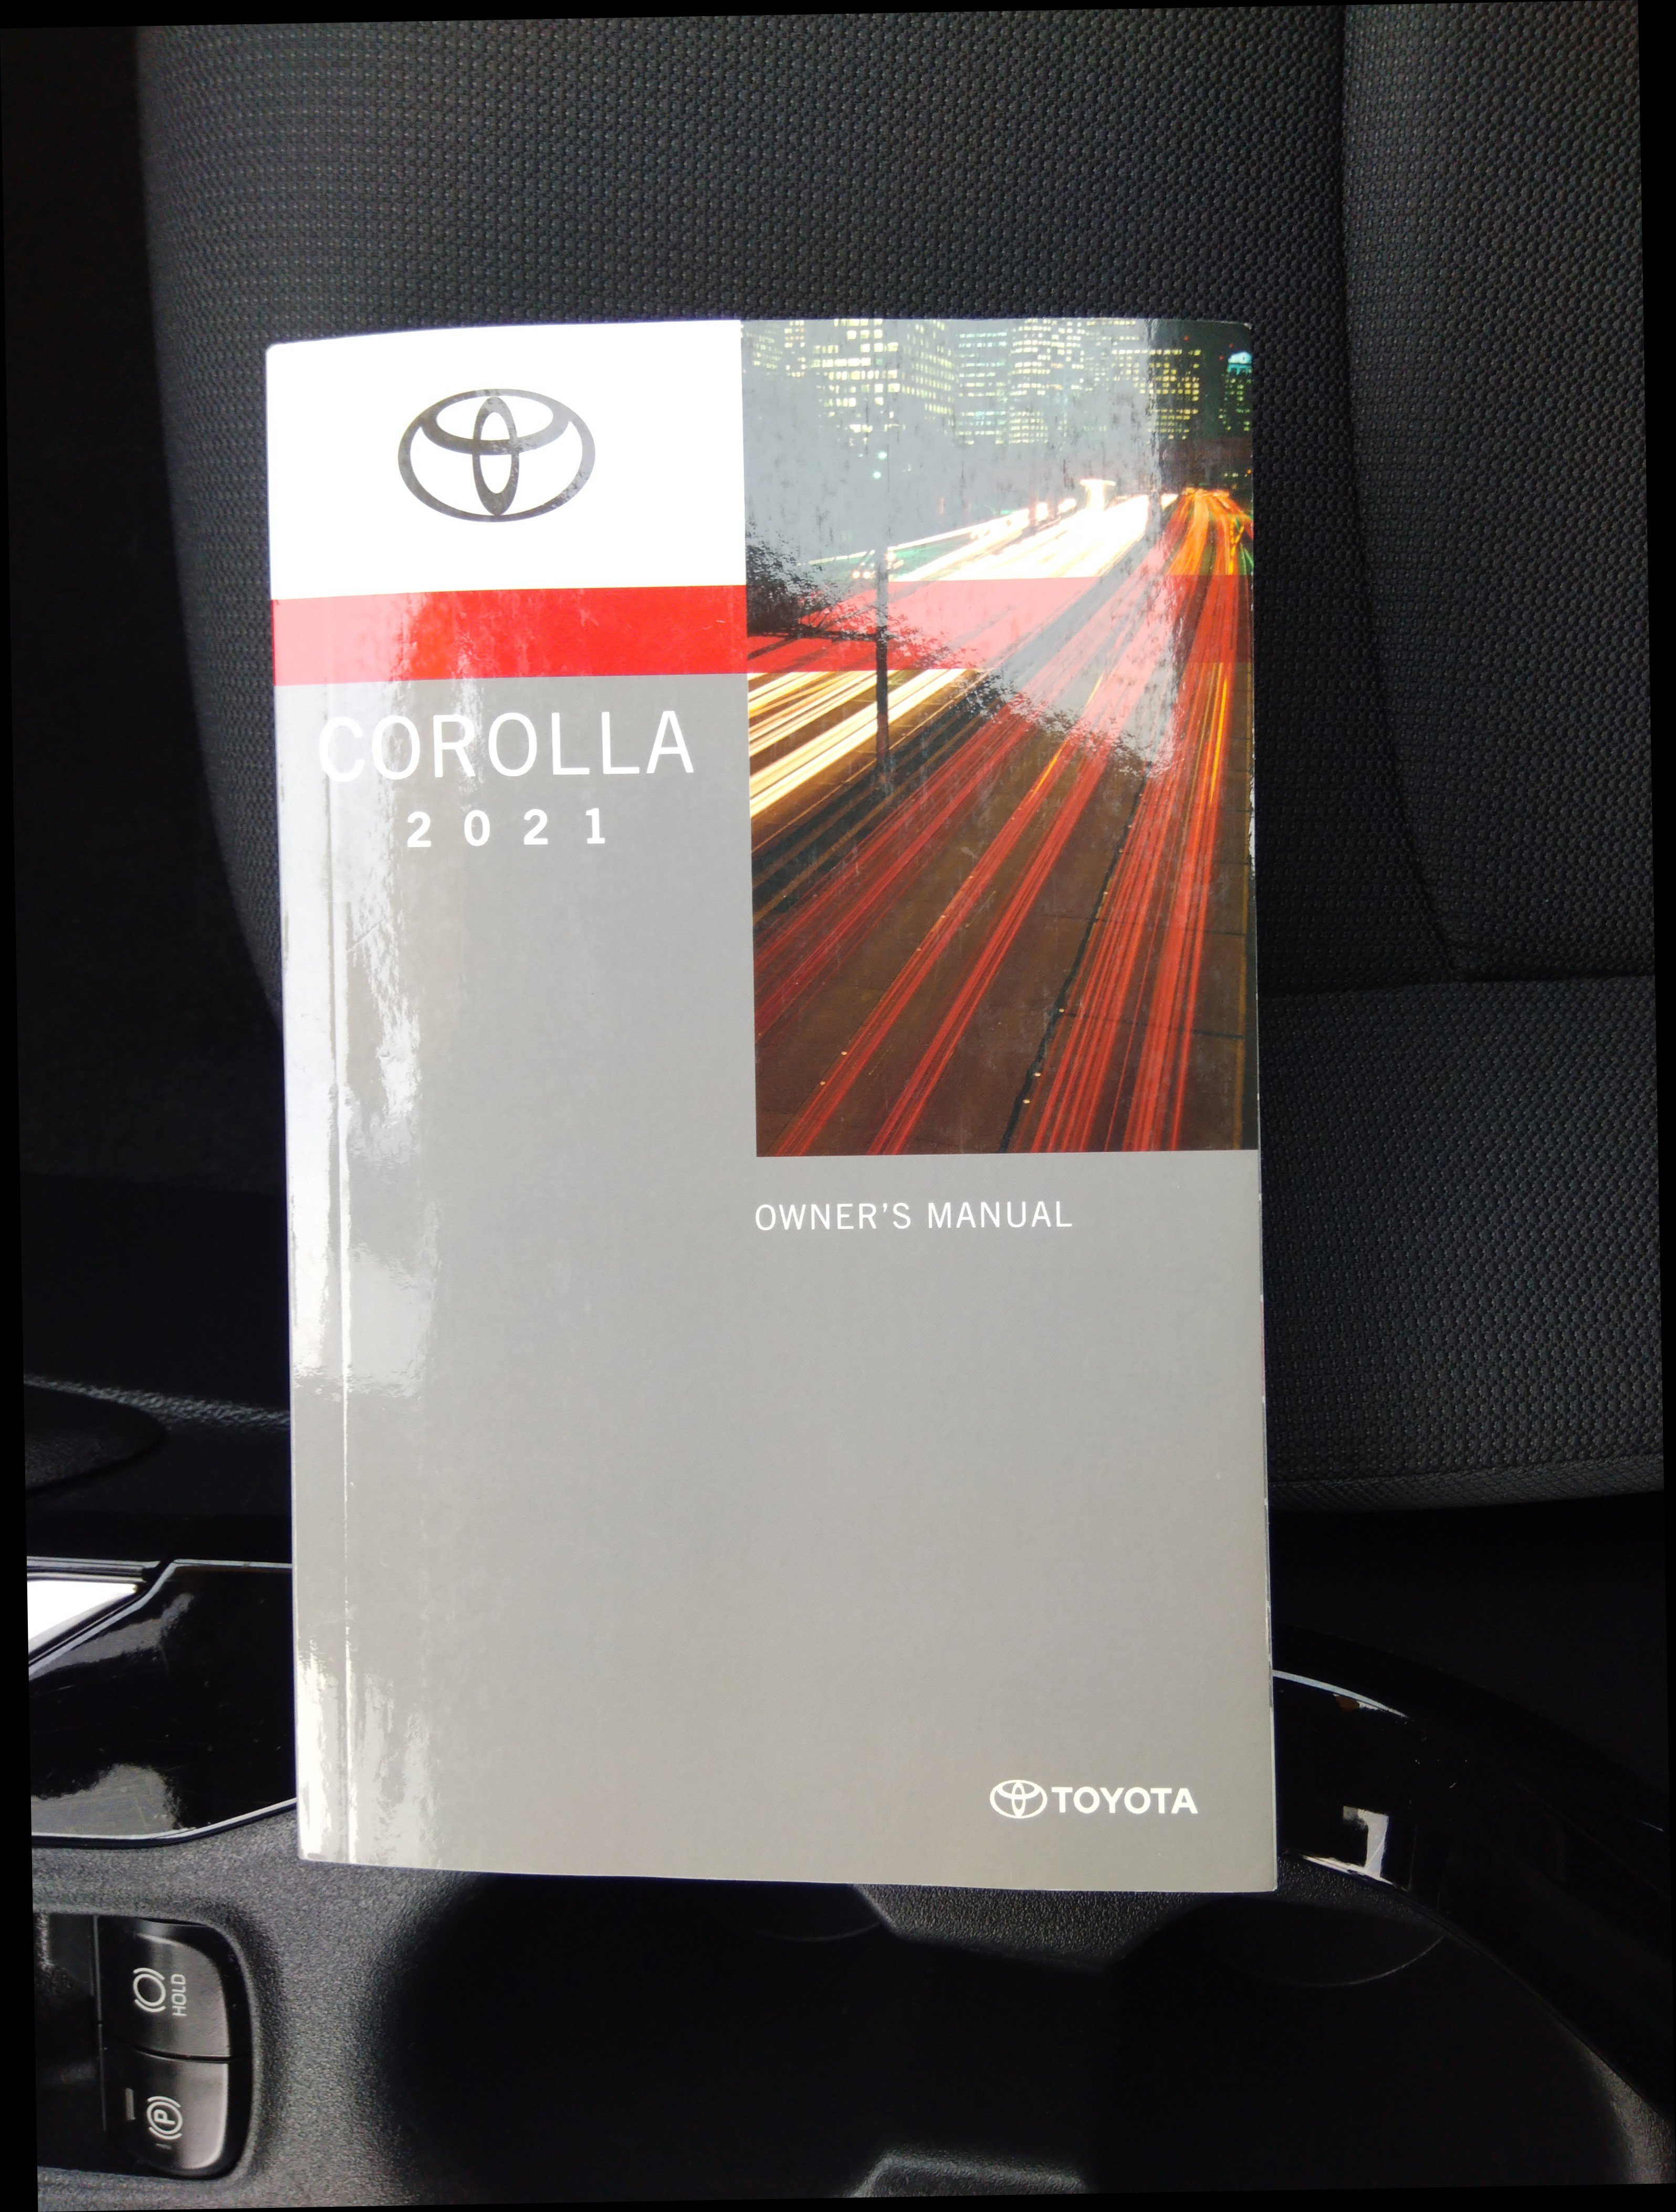 COROLLA
2021
OWNER'S MANUAL
TOYOTA
HOLD
P